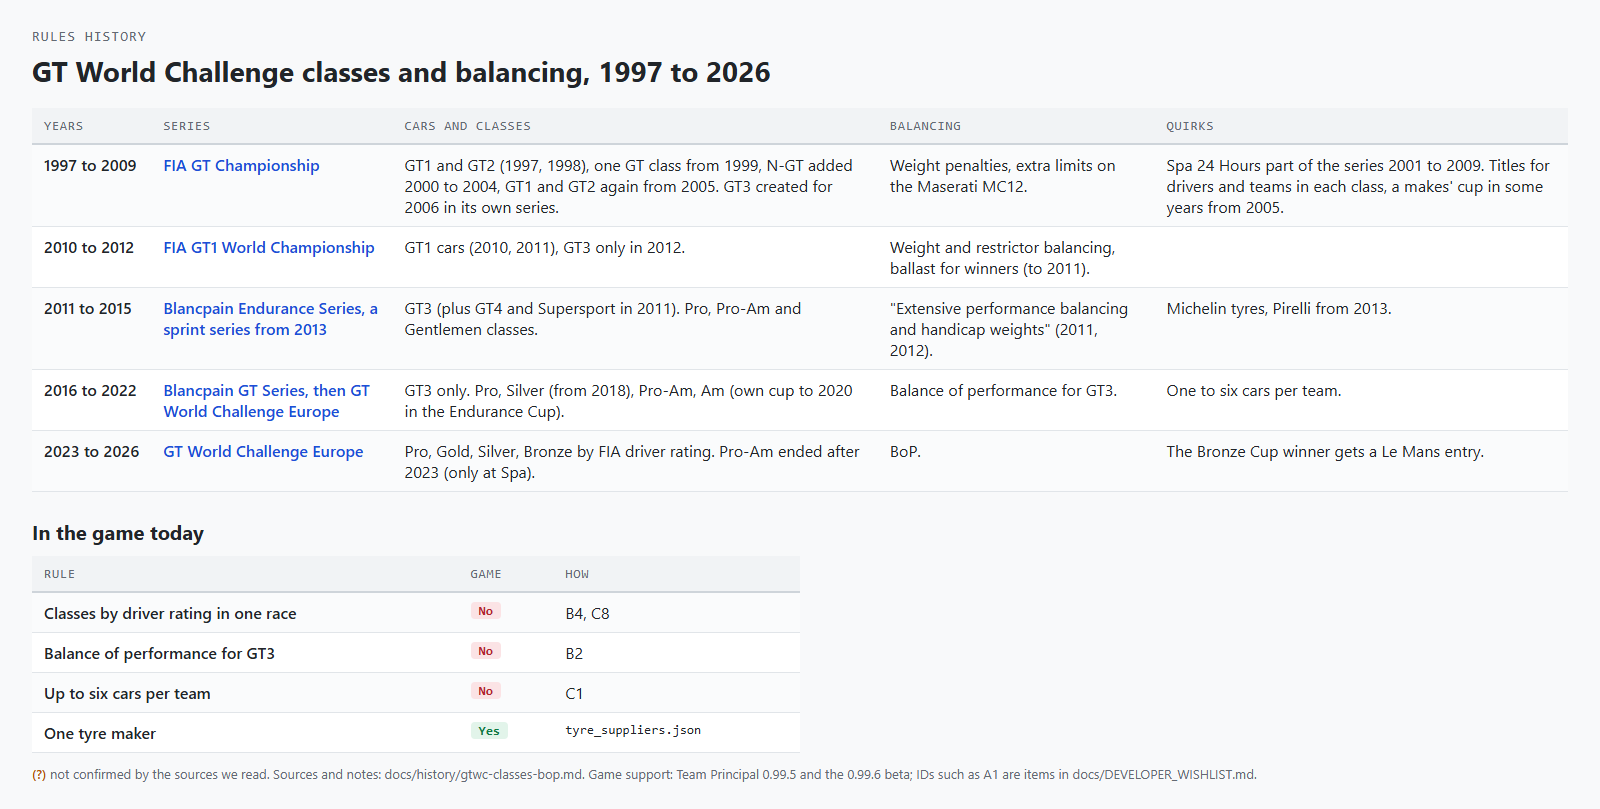 RULES HISTORY
GT World Challenge classes and balancing, 1997 to 2026
YEARS SERIES CARS AND CLASSES BALANCING QUIRKS
1997 to 2009 FIA GT Championship GT1 and GT2 (1997, 1998), one GT class from 1999, N-GT added Weight penalties, extra limits on Spa 24 Hours part of the series 2001 to 2009. Titles for
2000 to 2004, GT1 and GT2 again from 2005. GT3 created for the Maserati MC12. drivers and teams in each class, a makes' cup in some
2006 in its own series. years from 2005.
2010 to 2012 FIA GT1 World Championship GT1 cars (2010, 2011), GT3 only in 2012. Weight and restrictor balancing,
ballast for winners (to 2011).
2011 to 2015 Blancpain Endurance Series, a GT3 (plus GT4 and Supersport in 2011). Pro, Pro-Am and "Extensive performance balancing Michelin tyres, Pirelli from 2013.
sprint series from 2013 Gentlemen classes. and handicap weights" (2011,
2012).
2016 to 2022 Blancpain GT Series, then GT GT3 only. Pro, Silver (from 2018), Pro-Am, Am (own cup to 2020 Balance of performance for GT3. One to six cars per team.
World Challenge Europe in the Endurance Cup).
2023 to 2026 GT World Challenge Europe Pro, Gold, Silver, Bronze by FIA driver rating. Pro-Am ended after BoP. The Bronze Cup winner gets a Le Mans entry.
2023 (only at Spa).
In the game today
RULE GAME HOW
Classes by driver rating in one race No B4, C8
Balance of performance for GT3 No B2
Up to six cars per team No C1
One tyre maker Yes tyre_suppliers.json
(?) not confirmed by the sources we read. Sources and notes: docs/history/gtwc-classes-bop.md. Game support: Team Principal 0.99.5 and the 0.99.6 beta; IDs such as A1 are items in docs/DEVELOPER_WISHLIST.md.